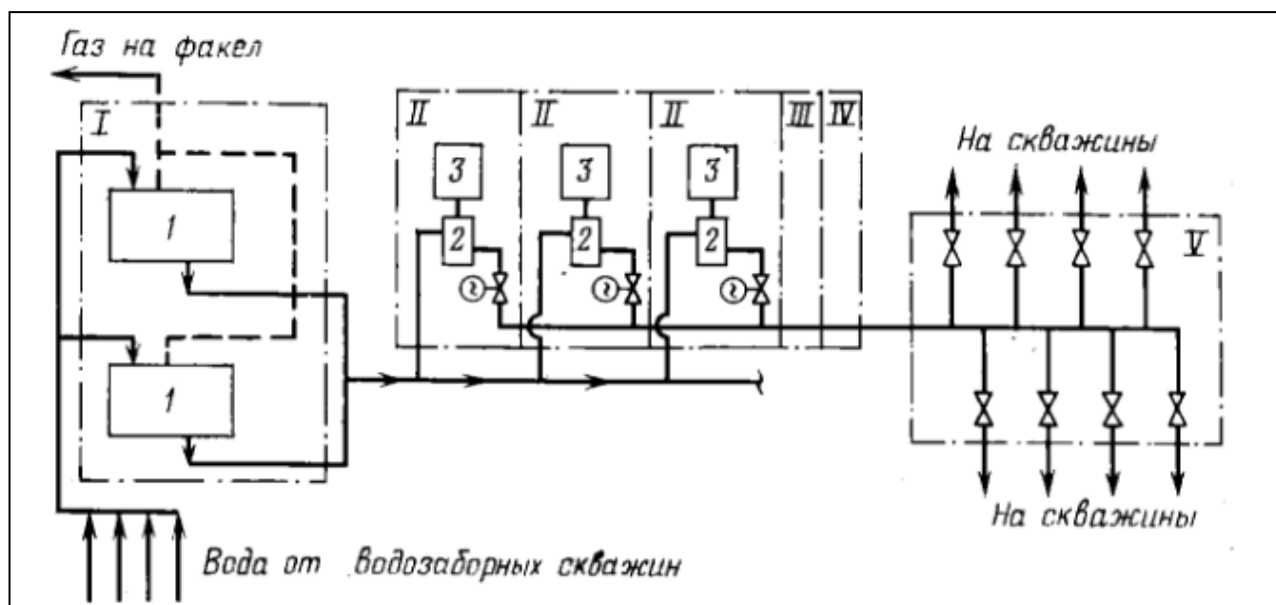 Газ на факел
I
II II II III IV
На скважины
3 3 3
1
2 2 2
V
1
На скважины
Вода от водозаборных скважин